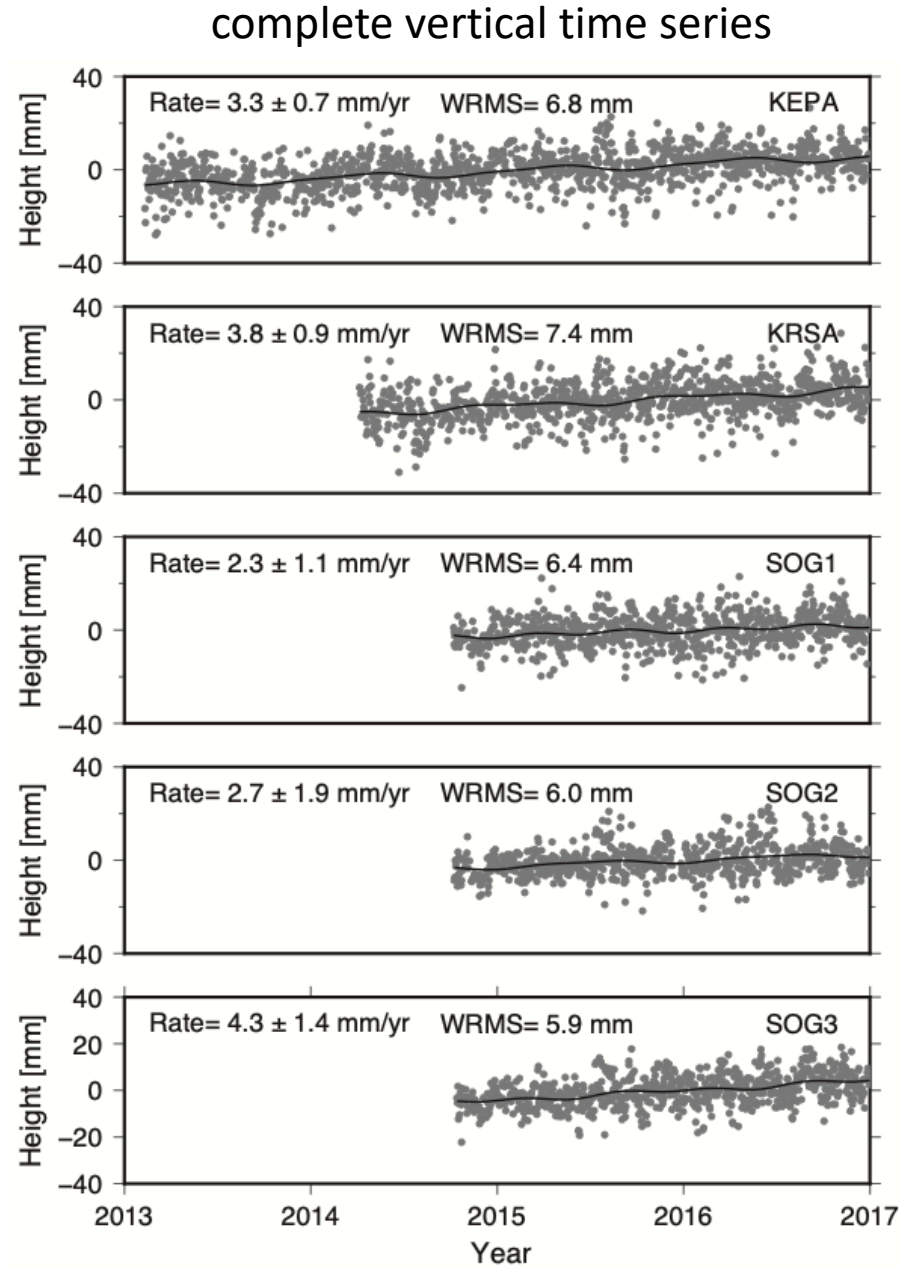 complete vertical time series
40
Rate= 3.3 ± 0.7 mm/yr WRMS= 6.8 mm KEPA
Height [mm]
0
−40
40
Rate= 3.8 ± 0.9 mm/yr WRMS= 7.4 mm KRSA
Height [mm]
0
−40
40
Rate= 2.3 ± 1.1 mm/yr WRMS= 6.4 mm SOG1
Height [mm]
0
−40
40
Rate= 2.7 ± 1.9 mm/yr WRMS= 6.0 mm SOG2
Height [mm]
0
−40
40
Rate= 4.3 ± 1.4 mm/yr WRMS= 5.9 mm SOG3
20
Height [mm]
0
−20
−40
2013 2014 2015 2016 2017
Year